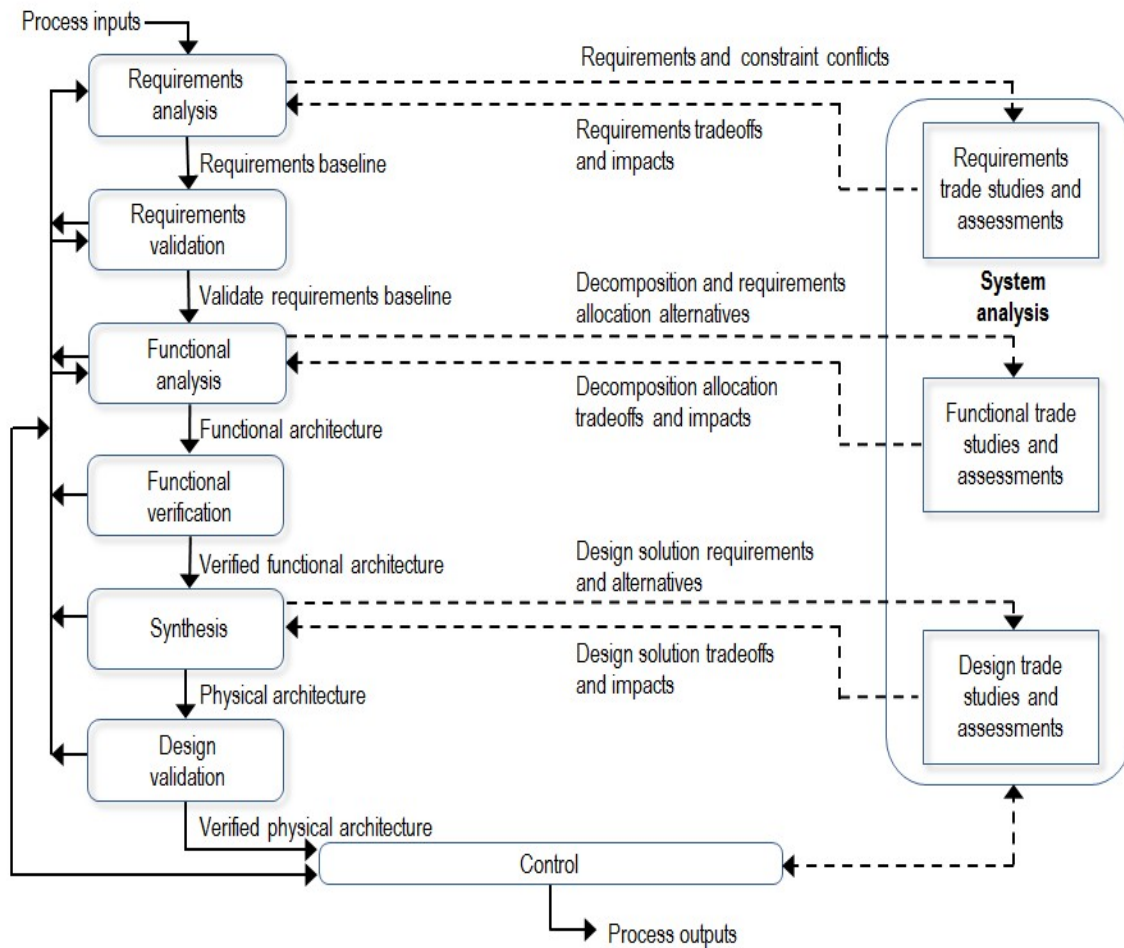 Process inputs
Requirements
analysis
Requirements and constraint conflicts
Requirements tradeoffs
and impacts
Requirements
trade studies and
assessments
Requirements baseline
Requirements
validation
Validate requirements baseline
Decomposition and requirements
allocation alternatives
System
analysis
Functional
analysis
Decomposition allocation
tradeoffs and impacts
Functional trade
studies and
assessments
Functional architecture
Functional
verification
Verified functional architecture
Design solution requirements
and alternatives
Synthesis
Design solution tradeoffs
and impacts
Design trade
studies and
assessments
Physical architecture
Design
validation
Verified physical architecture
Control
Process outputs